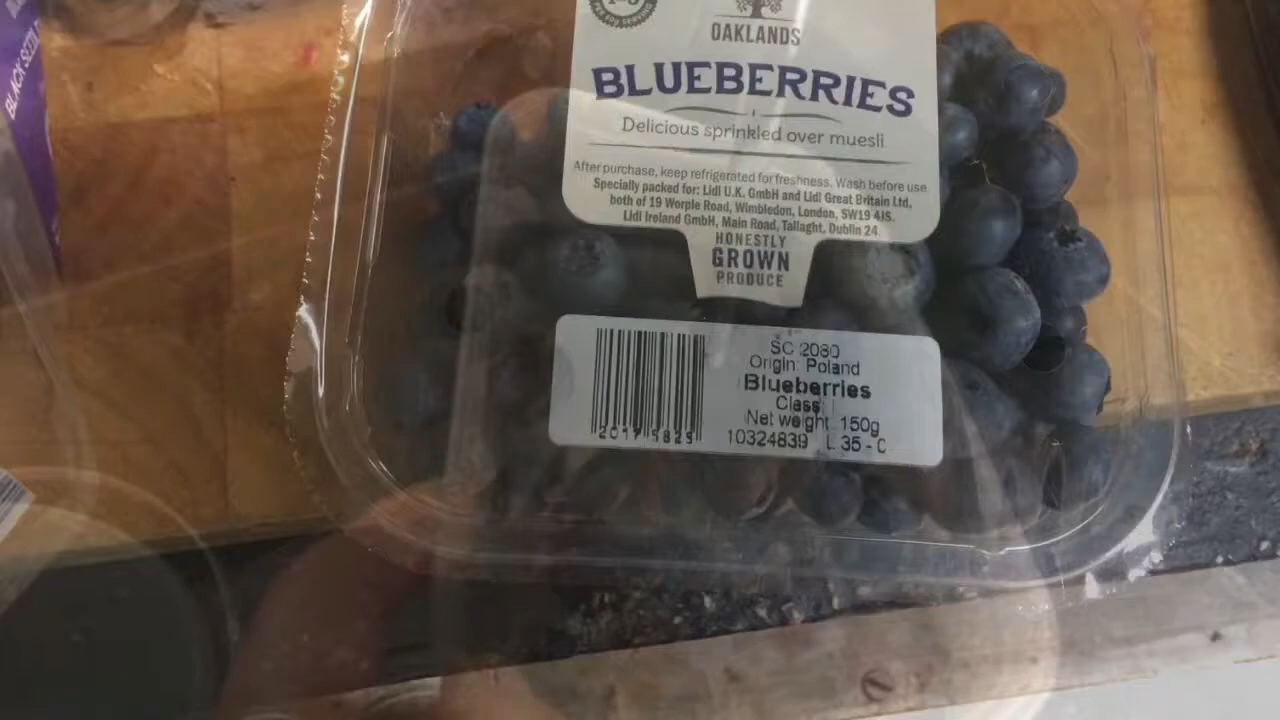 BLACK SEED
OAKLANDS
BLUEBERRIES
Delicious sprinkled over muesli
After purchase, keep refrigerated for freshness. Wash before use
Specially packed for: Lidl U.K. GmbH and Lidl Great Britain Ltd,
both of 19 Worple Road, Wimbledon, London, SW19 4JS.
Lidl Ireland GmbH, Main Road, Tallaght, Dublin 24.
HONESTLY
GROWN
PRODUCE
SC 2080
Origin: Poland
Blueberries
Class
Net weight 150g
10324839 L 35 - C